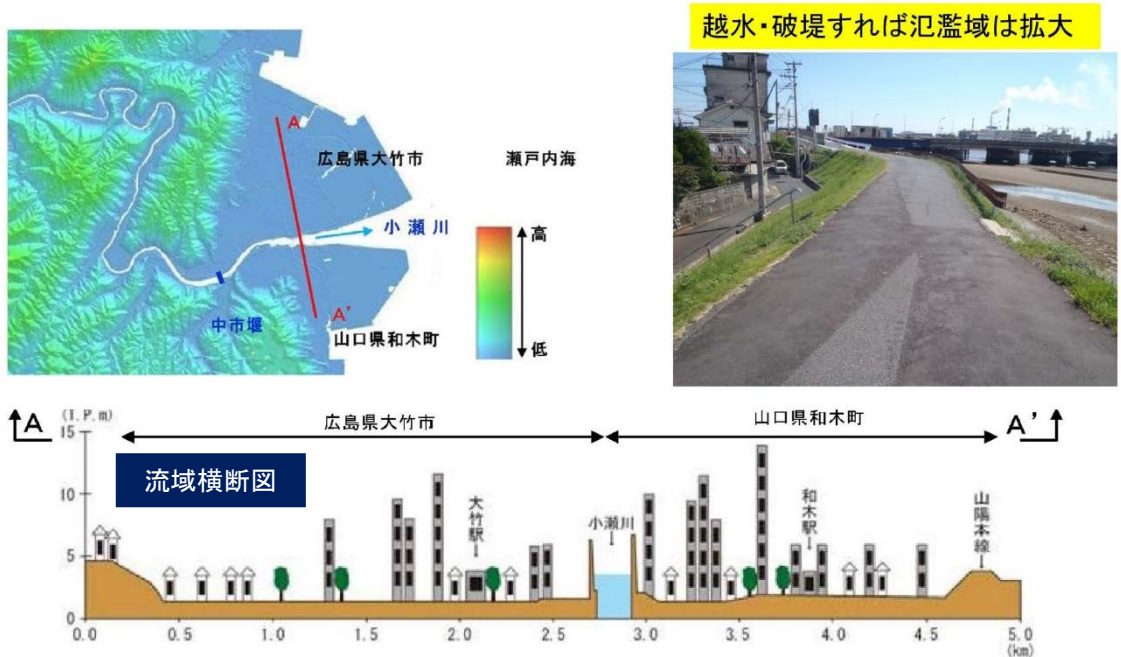 越水・破堤すれば氾濫域は拡大
A
広島県大竹市
瀬戸内海
小瀬川
高
中市堰
A'
山口県和木町
低
A
(T.P.m)
広島県大竹市
山口県和木町
A'
15
流域横断図
10
大竹駅
小瀬川
和木駅
山陽本線
5
0
0.0 0.5 1.0 1.5 2.0 2.5 3.0 3.5 4.0 4.5 5.0
(km)